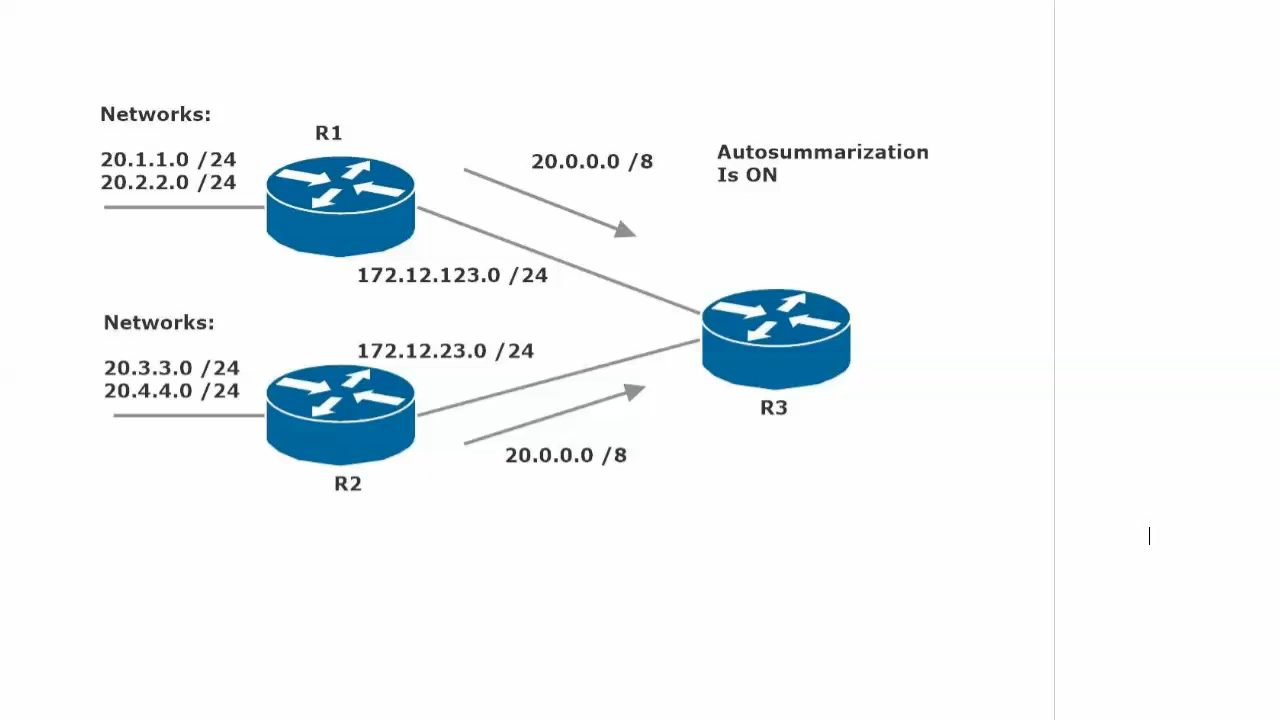 Networks:
20.1.1.0 /24
20.2.2.0 /24
R1
20.0.0.0 /8
Autosummarization
Is ON
172.12.123.0 /24
Networks:
20.3.3.0 /24
20.4.4.0 /24
172.12.23.0 /24
R3
20.0.0.0 /8
R2